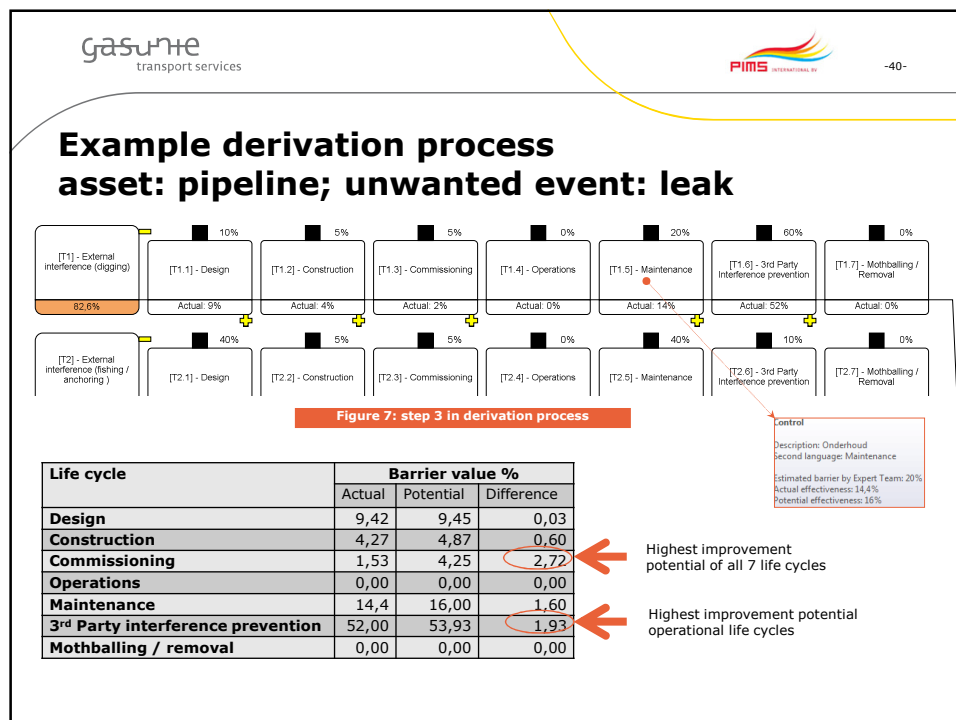 gasunie
transport services
PIMS INTERNATIONAL BV
-40-
Example derivation process
asset: pipeline; unwanted event: leak
10%
5%
5%
0%
20%
60%
0%
[T1] - External
interference (digging)
[T1.1] - Design
[T1.2] - Construction
[T1.3] - Commissioning
[T1.4] - Operations
[T1.5] - Maintenance
[T1.6] - 3rd Party
Interference prevention
[T1.7] - Mothballing /
Removal
82,6%
Actual: 9%
Actual: 4%
Actual: 2%
Actual: 0%
Actual: 14%
Actual: 52%
Actual: 0%
40%
5%
5%
0%
40%
10%
0%
[T2] - External
interference (fishing /
anchoring )
[T2.1] - Design
[T2.2] - Construction
[T2.3] - Commissioning
[T2.4] - Operations
[T2.5] - Maintenance
[T2.6] - 3rd Party
Interference prevention
[T2.7] - Mothballing /
Removal
Figure 7: step 3 in derivation process
Control
Description: Onderhoud
Second language: Maintenance
Estimated barrier by Expert Team: 20%
Actual effectiveness: 14,4%
Potential effectiveness: 16%
Life cycle Barrier value %
Actual Potential Difference
Design 9,42 9,45 0,03
Construction 4,27 4,87 0,60
Commissioning 1,53 4,25 2,72
Operations 0,00 0,00 0,00
Maintenance 14,4 16,00 1,60
3rd Party interference prevention 52,00 53,93 1,93
Mothballing / removal 0,00 0,00 0,00
Highest improvement
potential of all 7 life cycles
Highest improvement potential
operational life cycles